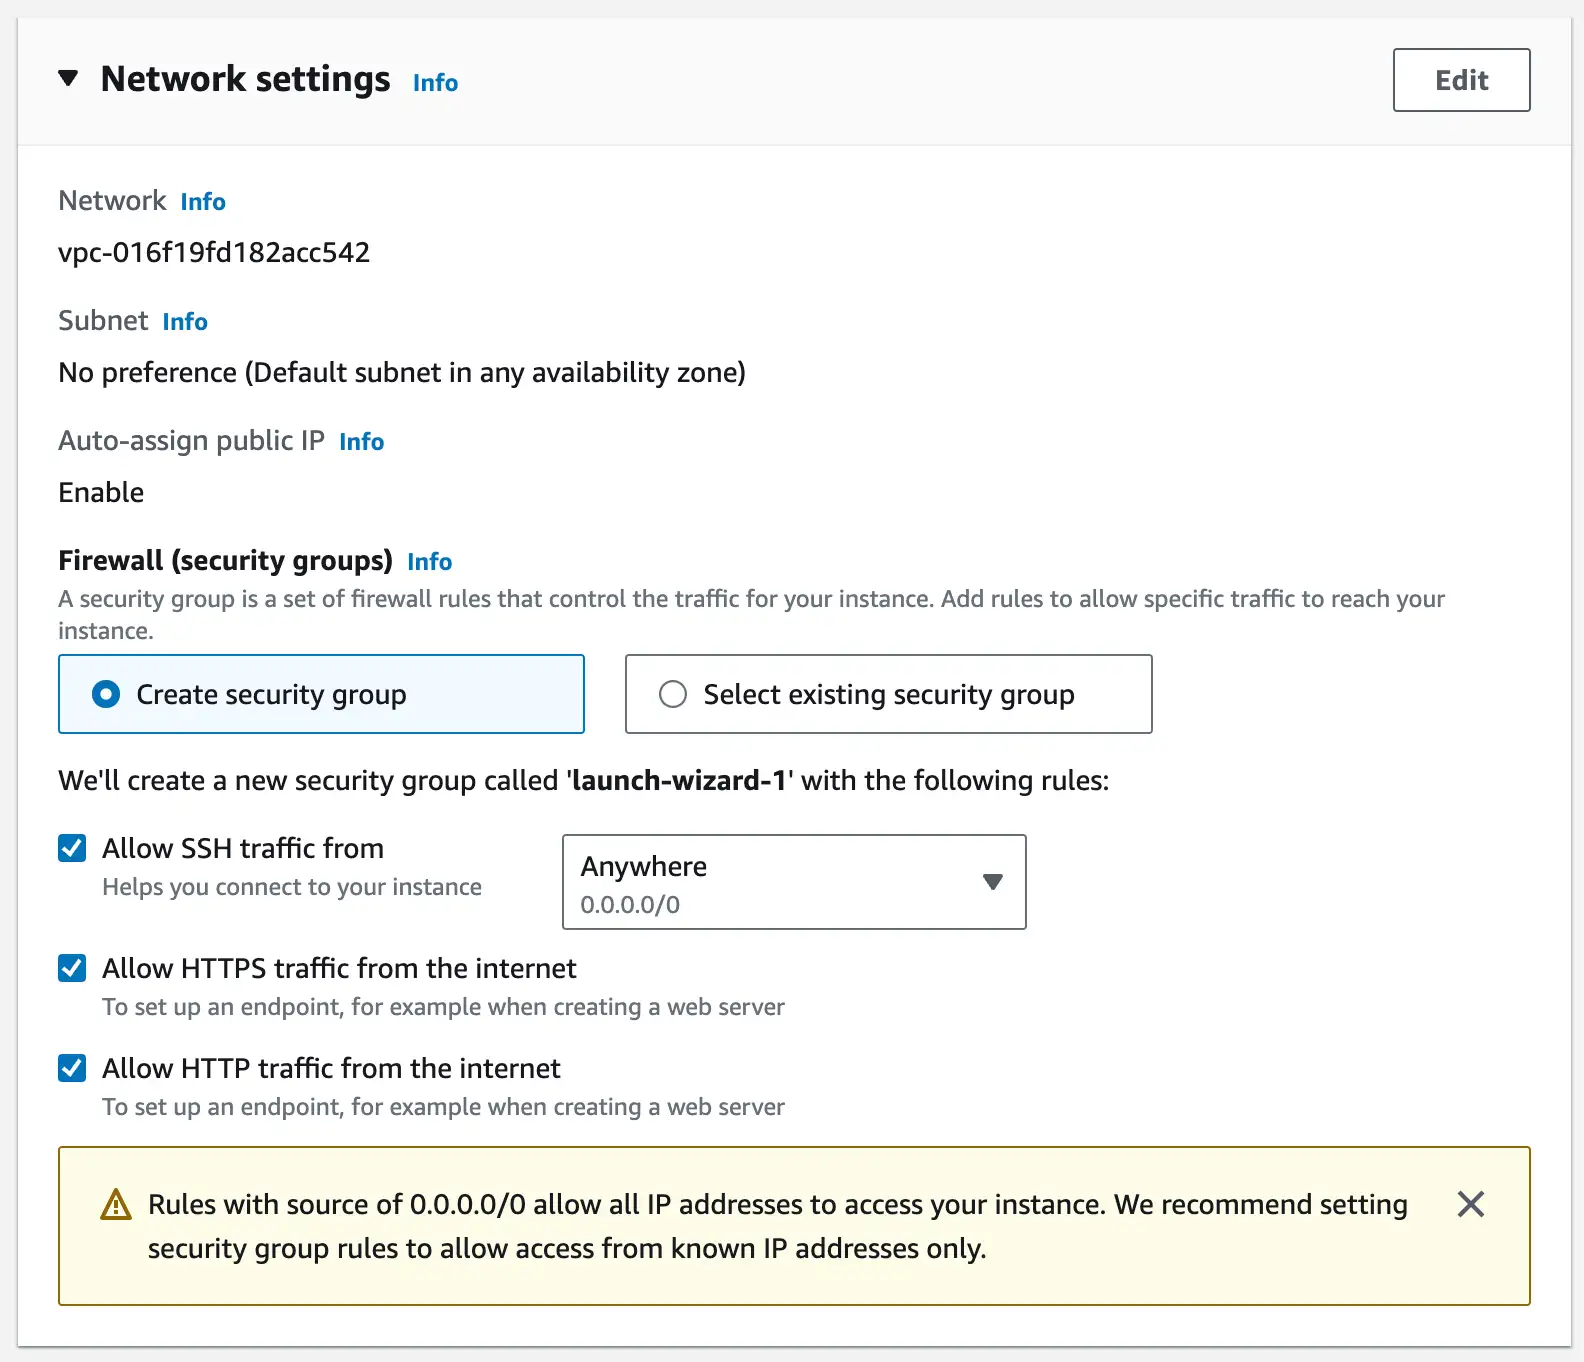 Network settings Info
Edit
Network Info
vpc-016f19fd182acc542
Subnet Info
No preference (Default subnet in any availability zone)
Auto-assign public IP Info
Enable
Firewall (security groups) Info
A security group is a set of firewall rules that control the traffic for your instance. Add rules to allow specific traffic to reach your
instance.
Create security group
Select existing security group
We'll create a new security group called 'launch-wizard-1' with the following rules:
Allow SSH traffic from
Helps you connect to your instance
Anywhere
0.0.0.0/0
Allow HTTPS traffic from the internet
To set up an endpoint, for example when creating a web server
Allow HTTP traffic from the internet
To set up an endpoint, for example when creating a web server
Rules with source of 0.0.0.0/0 allow all IP addresses to access your instance. We recommend setting
security group rules to allow access from known IP addresses only.